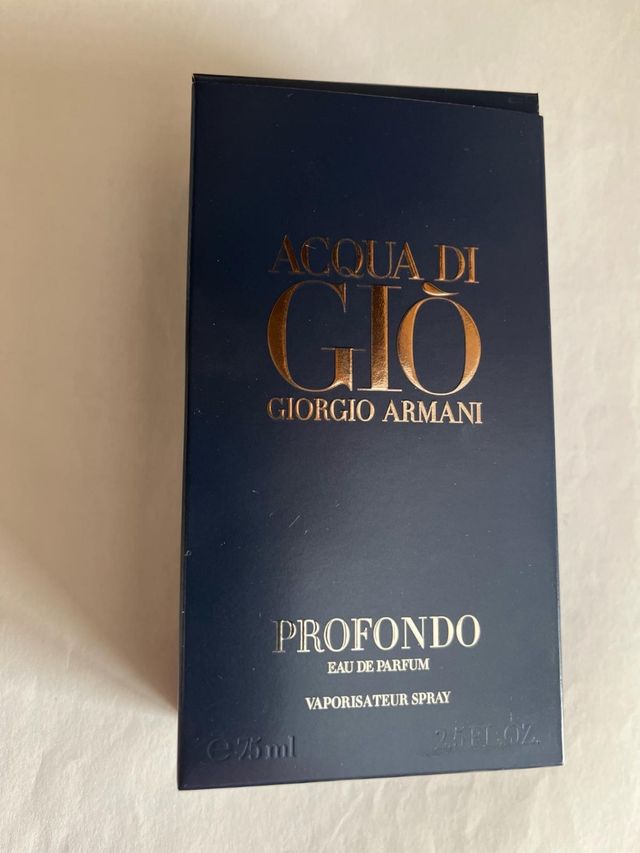 ACQUA DI
GIÒ
GIORGIO ARMANI
PROFONDO
EAU DE PARFUM
VAPORISATEUR SPRAY
℮ 75 ml 2.5 FL. OZ.